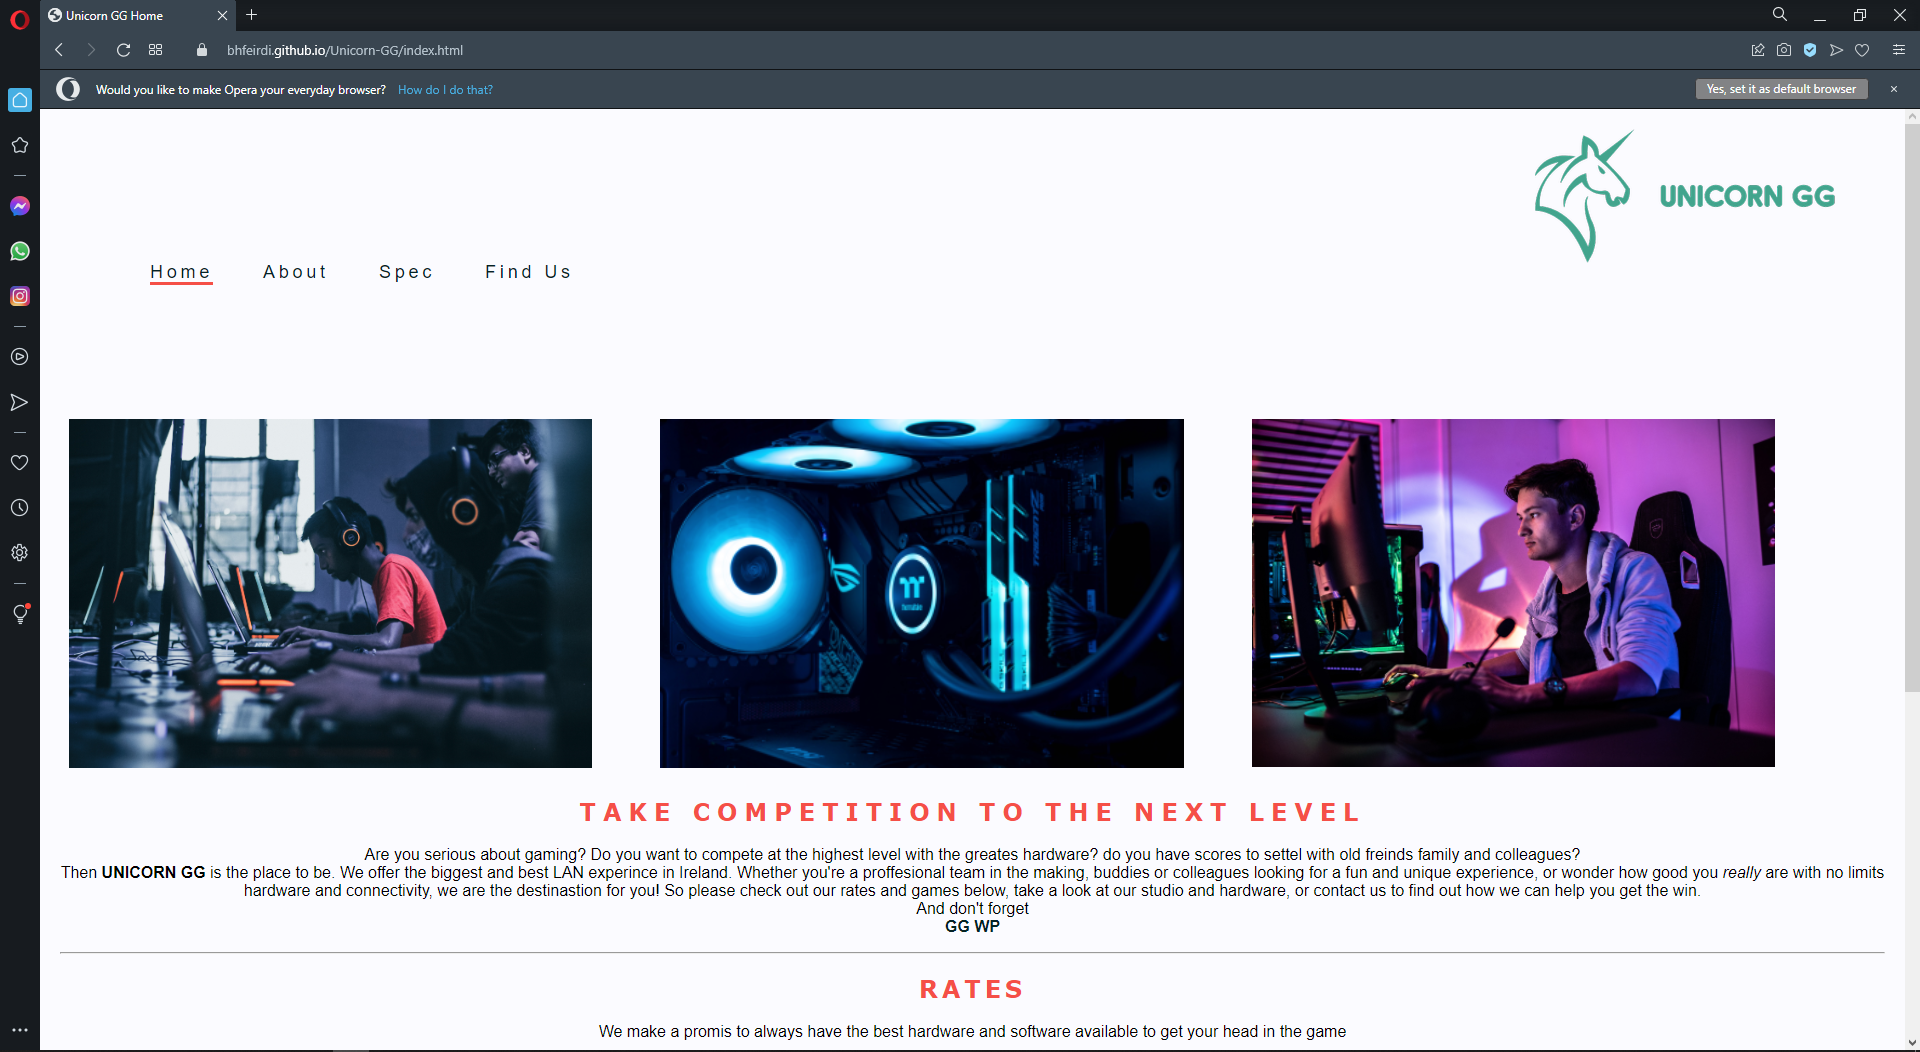 Unicorn GG Home
bhfeirdi.github.io/Unicorn-GG/index.html
Would you like to make Opera your everyday browser? How do I do that?
Yes, set it as default browser
UNICORN GG
Home About Spec Find Us
TAKE COMPETITION TO THE NEXT LEVEL
Are you serious about gaming? Do you want to compete at the highest level with the greates hardware? do you have scores to settel with old freinds family and colleagues?
Then UNICORN GG is the place to be. We offer the biggest and best LAN experince in Ireland. Whether you're a proffesional team in the making, buddies or colleagues looking for a fun and unique experience, or wonder how good you really are with no limits
hardware and connectivity, we are the destinastion for you! So please check out our rates and games below, take a look at our studio and hardware, or contact us to find out how we can help you get the win.
And don't forget
GG WP
RATES
We make a promis to always have the best hardware and software available to get your head in the game